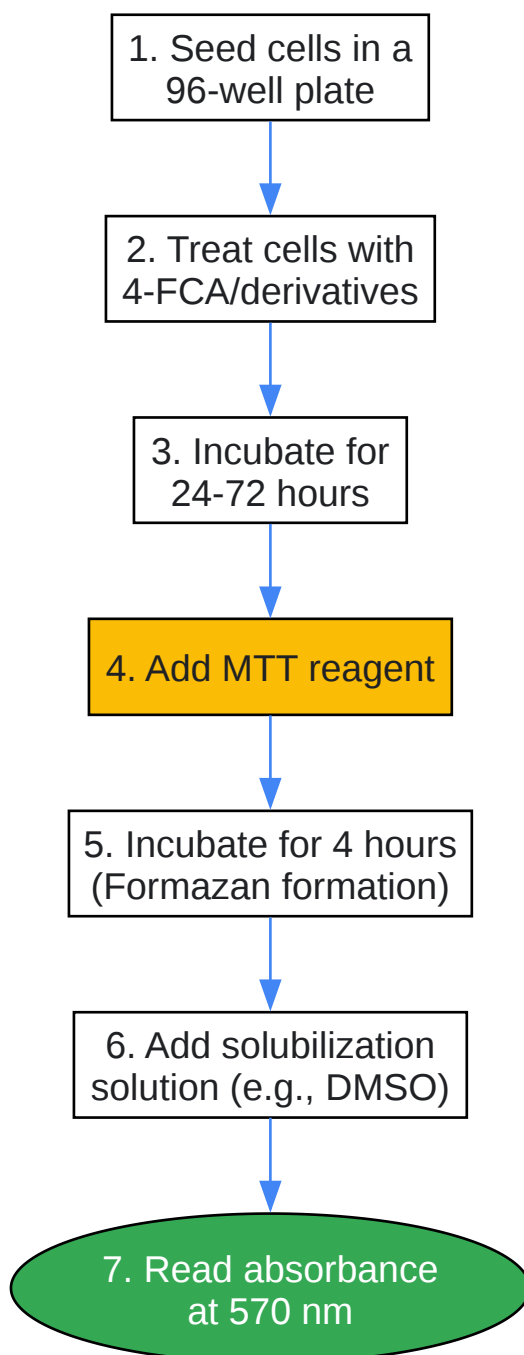 1. Seed cells in a
96-well plate
2. Treat cells with
4-FCA/derivatives
3. Incubate for
24-72 hours
4. Add MTT reagent
5. Incubate for 4 hours
(Formazan formation)
6. Add solubilization
solution (e.g., DMSO)
7. Read absorbance
at 570 nm